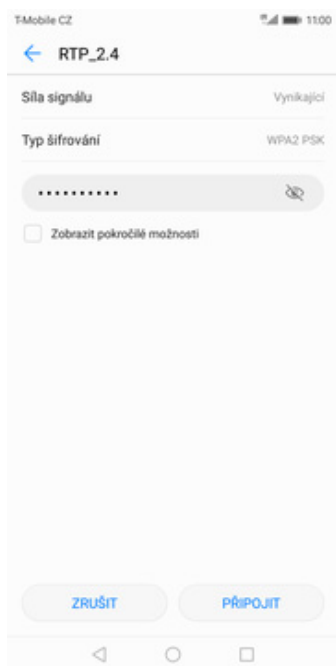 T-Mobile CZ 11:00
RTP_2.4
Síla signálu Vynikající
Typ šifrování WPA2 PSK
••••••••••
Zobrazit pokročilé možnosti
ZRUŠIT PŘIPOJIT